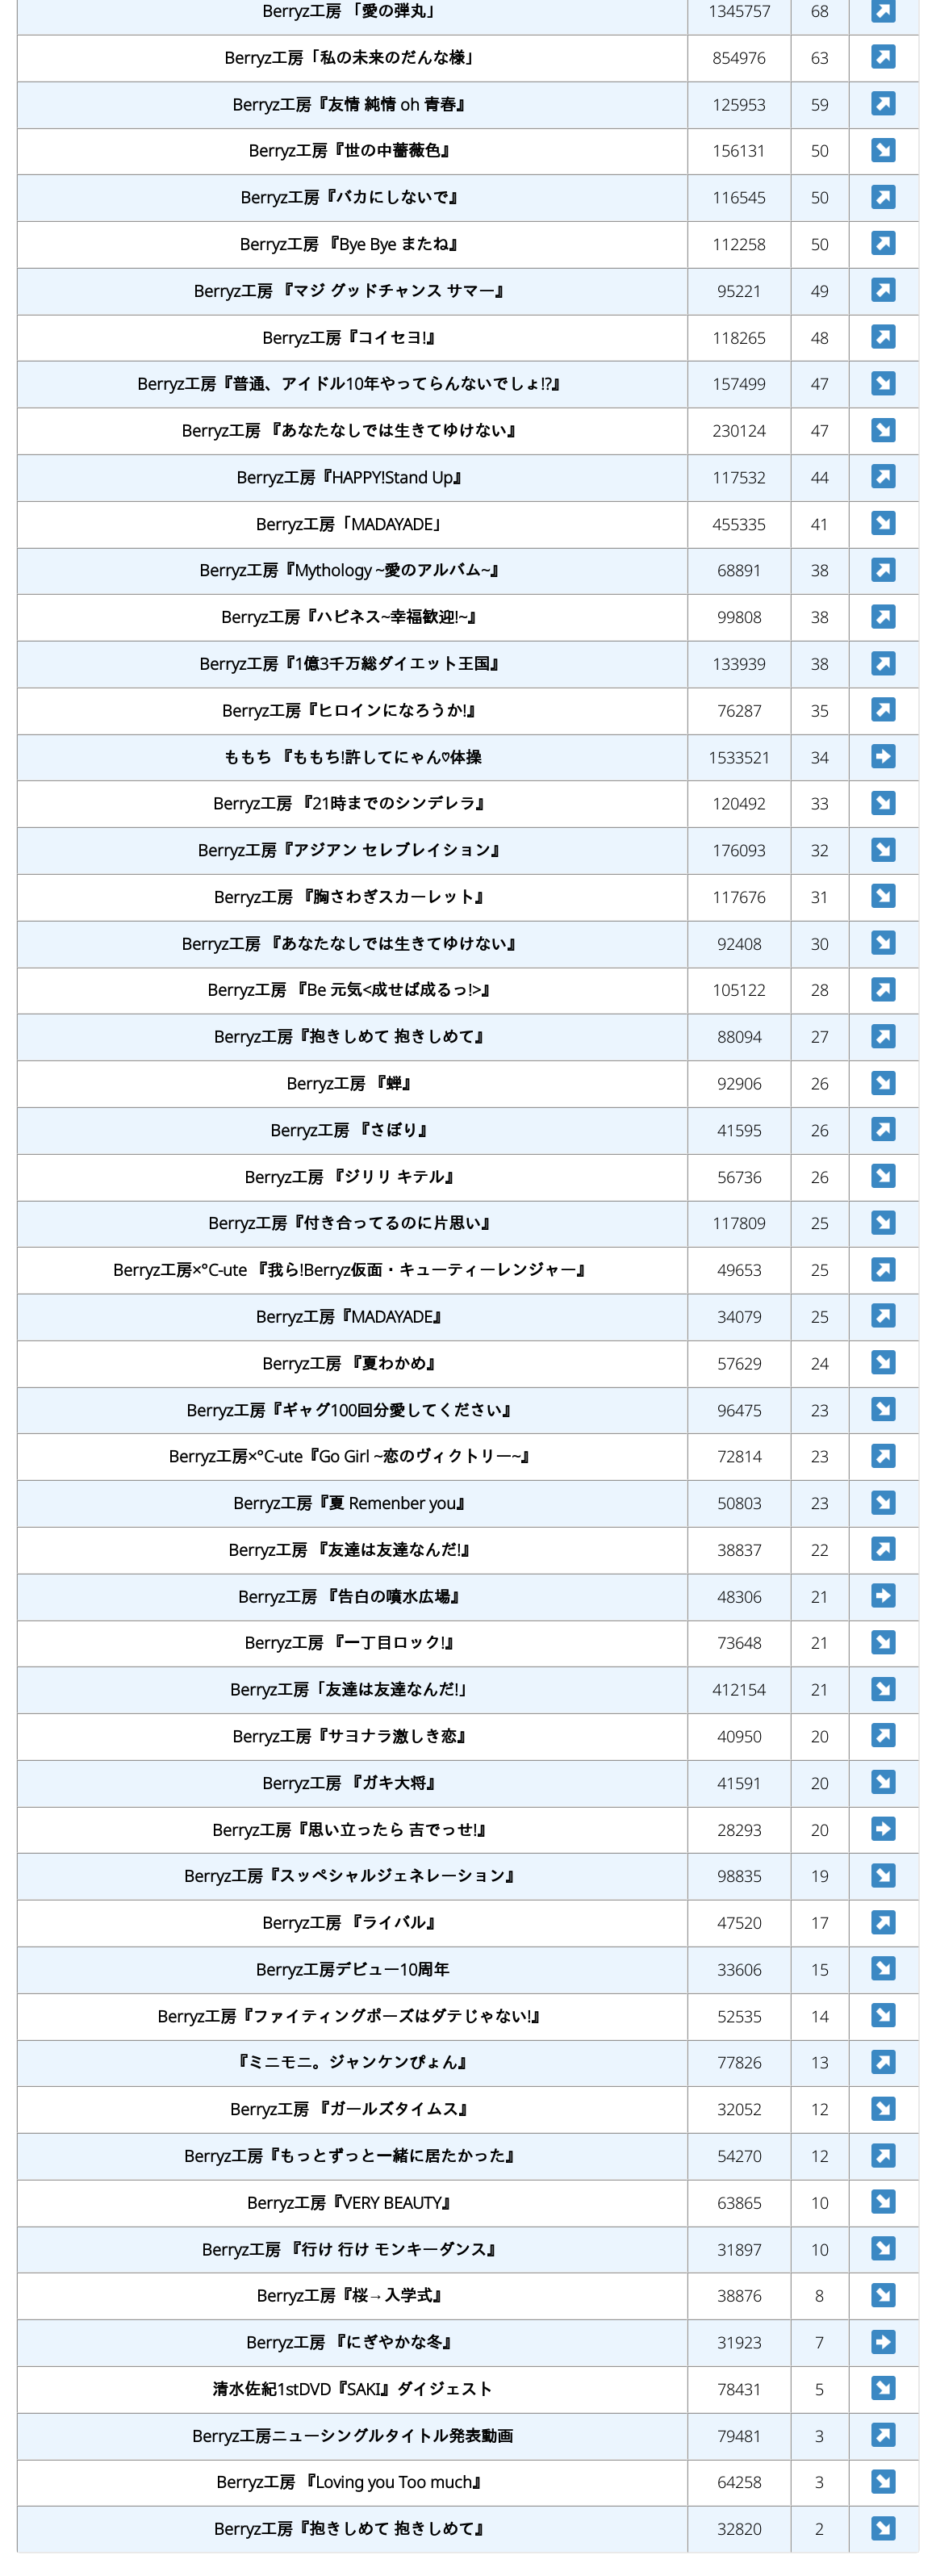 Berryz工房 「愛の弾丸」 1345757 68 ↗
Berryz工房「私の未来のだんな様」 854976 63 ↗
Berryz工房『友情 純情 oh 青春』 125953 59 ↗
Berryz工房『世の中薔薇色』 156131 50 ↘
Berryz工房『バカにしないで』 116545 50 ↗
Berryz工房 『Bye Bye またね』 112258 50 ↗
Berryz工房 『マジ グッドチャンス サマー』 95221 49 ↗
Berryz工房『コイセヨ!』 118265 48 ↗
Berryz工房『普通、アイドル10年やってらんないでしょ!?』 157499 47 ↘
Berryz工房 『あなたなしでは生きてゆけない』 230124 47 ↘
Berryz工房『HAPPY!Stand Up』 117532 44 ↗
Berryz工房「MADAYADE」 455335 41 ↘
Berryz工房『Mythology ~愛のアルバム~』 68891 38 ↗
Berryz工房『ハピネス~幸福歓迎!~』 99808 38 ↗
Berryz工房『1億3千万総ダイエット王国』 133939 38 ↗
Berryz工房『ヒロインになろうか!』 76287 35 ↗
ももち 『ももち!許してにゃん♡体操 1533521 34 ➡
Berryz工房 『21時までのシンデレラ』 120492 33 ↘
Berryz工房『アジアン セレブレイション』 176093 32 ↘
Berryz工房 『胸さわぎスカーレット』 117676 31 ↘
Berryz工房 『あなたなしでは生きてゆけない』 92408 30 ↘
Berryz工房 『Be 元気<成せば成るっ!>』 105122 28 ↗
Berryz工房『抱きしめて 抱きしめて』 88094 27 ↗
Berryz工房 『蝉』 92906 26 ↘
Berryz工房 『さぼり』 41595 26 ↗
Berryz工房 『ジリリ キテル』 56736 26 ↘
Berryz工房『付き合ってるのに片思い』 117809 25 ↘
Berryz工房×°C-ute 『我ら!Berryz仮面・キューティーレンジャー』 49653 25 ↗
Berryz工房『MADAYADE』 34079 25 ↗
Berryz工房 『夏わかめ』 57629 24 ↘
Berryz工房『ギャグ100回分愛してください』 96475 23 ↘
Berryz工房×°C-ute『Go Girl ~恋のヴィクトリー~』 72814 23 ↗
Berryz工房『夏 Remenber you』 50803 23 ↘
Berryz工房 『友達は友達なんだ!』 38837 22 ↗
Berryz工房 『告白の噴水広場』 48306 21 ➡
Berryz工房 『一丁目ロック!』 73648 21 ↘
Berryz工房「友達は友達なんだ!」 412154 21 ↘
Berryz工房『サヨナラ激しき恋』 40950 20 ↗
Berryz工房 『ガキ大将』 41591 20 ↘
Berryz工房『思い立ったら 吉でっせ!』 28293 20 ➡
Berryz工房『スッペシャルジェネレーション』 98835 19 ↘
Berryz工房 『ライバル』 47520 17 ↗
Berryz工房デビュー10周年 33606 15 ↘
Berryz工房『ファイティングポーズはダテじゃない!』 52535 14 ↘
『ミニモニ。ジャンケンぴょん』 77826 13 ↗
Berryz工房 『ガールズタイムス』 32052 12 ↘
Berryz工房『もっとずっと一緒に居たかった』 54270 12 ↗
Berryz工房『VERY BEAUTY』 63865 10 ↘
Berryz工房 『行け 行け モンキーダンス』 31897 10 ↘
Berryz工房『桜→入学式』 38876 8 ↘
Berryz工房 『にぎやかな冬』 31923 7 ➡
清水佐紀1stDVD『SAKI』ダイジェスト 78431 5 ↘
Berryz工房ニューシングルタイトル発表動画 79481 3 ↗
Berryz工房 『Loving you Too much』 64258 3 ↘
Berryz工房『抱きしめて 抱きしめて』 32820 2 ↘